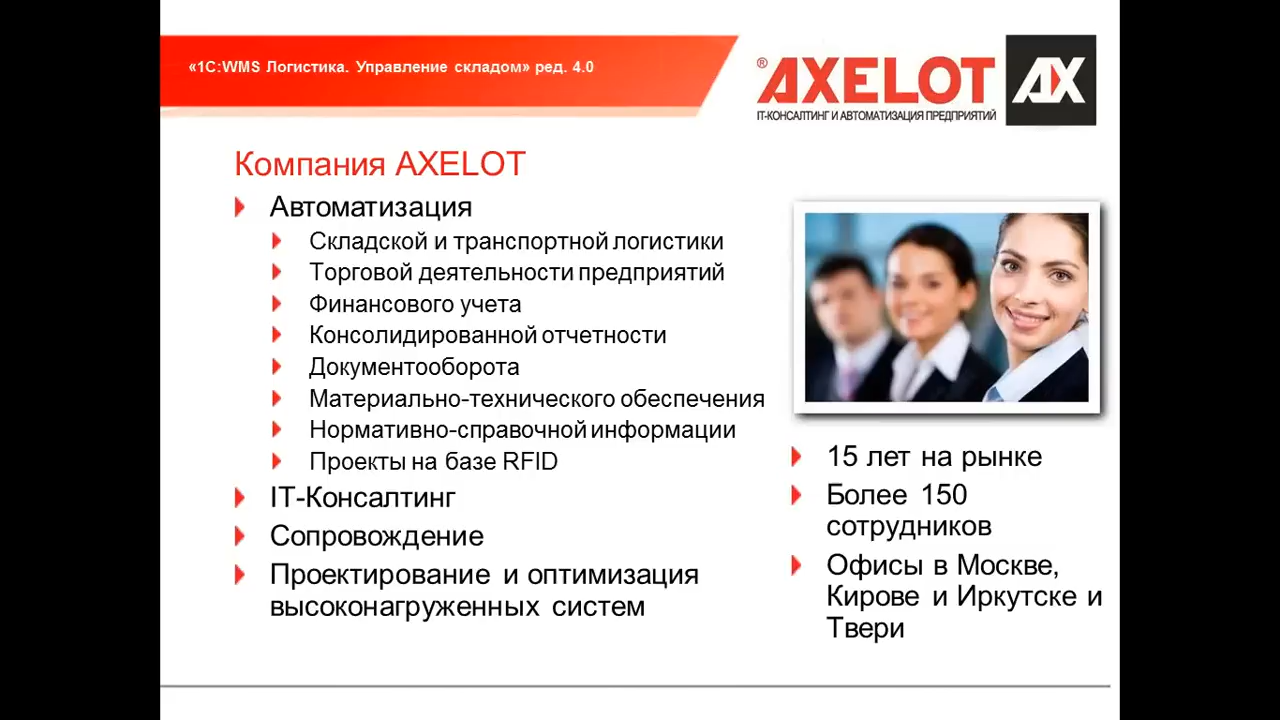 «1С:WMS Логистика. Управление складом» ред. 4.0
®AXELOT
AX
IT-КОНСАЛТИНГ И АВТОМАТИЗАЦИЯ ПРЕДПРИЯТИЙ
Компания AXELOT
Автоматизация
Складской и транспортной логистики
Торговой деятельности предприятий
Финансового учета
Консолидированной отчетности
Документооборота
Материально-технического обеспечения
Нормативно-справочной информации
Проекты на базе RFID
IT-Консалтинг
Сопровождение
Проектирование и оптимизация
высоконагруженных систем
15 лет на рынке
Более 150
сотрудников
Офисы в Москве,
Кирове и Иркутске и
Твери